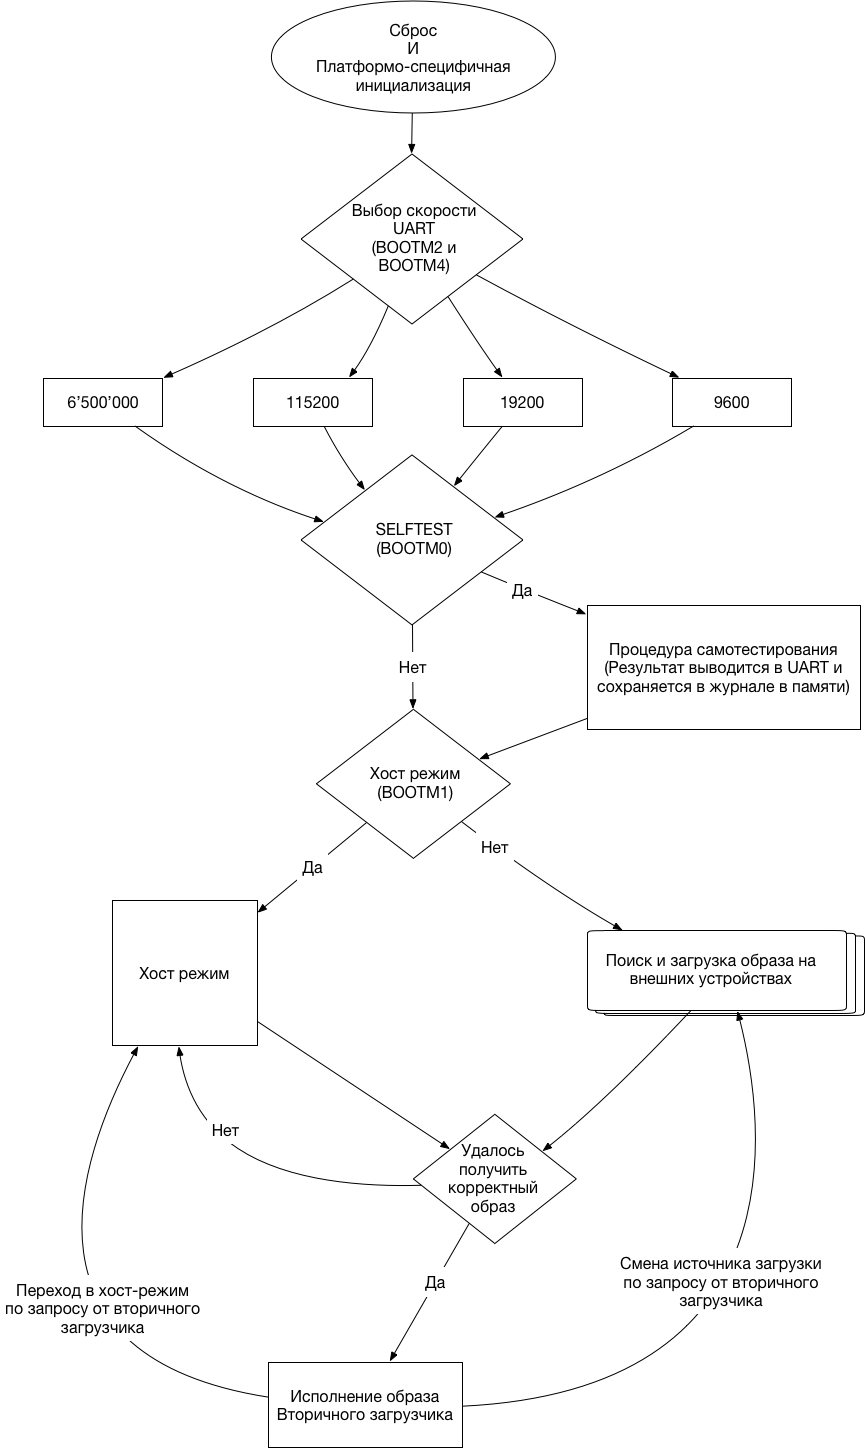 Сброс
И
Платформо-специфичная
инициализация
Выбор скорости
UART
(BOOTM2 и
BOOTM4)
6’500’000
115200
19200
9600
SELFTEST
(BOOTM0)
Да
Процедура самотестирования
(Результат выводится в UART и
сохраняется в журнале в памяти)
Нет
Хост режим
(BOOTM1)
Да
Нет
Хост режим
Поиск и загрузка образа на
внешних устройствах
Нет
Удалось
получить
корректный
образ
Да
Переход в хост-режим
по запросу от вторичного
загрузчика
Смена источника загрузки
по запросу от вторичного
загрузчика
Исполнение образа
Вторичного загрузчика